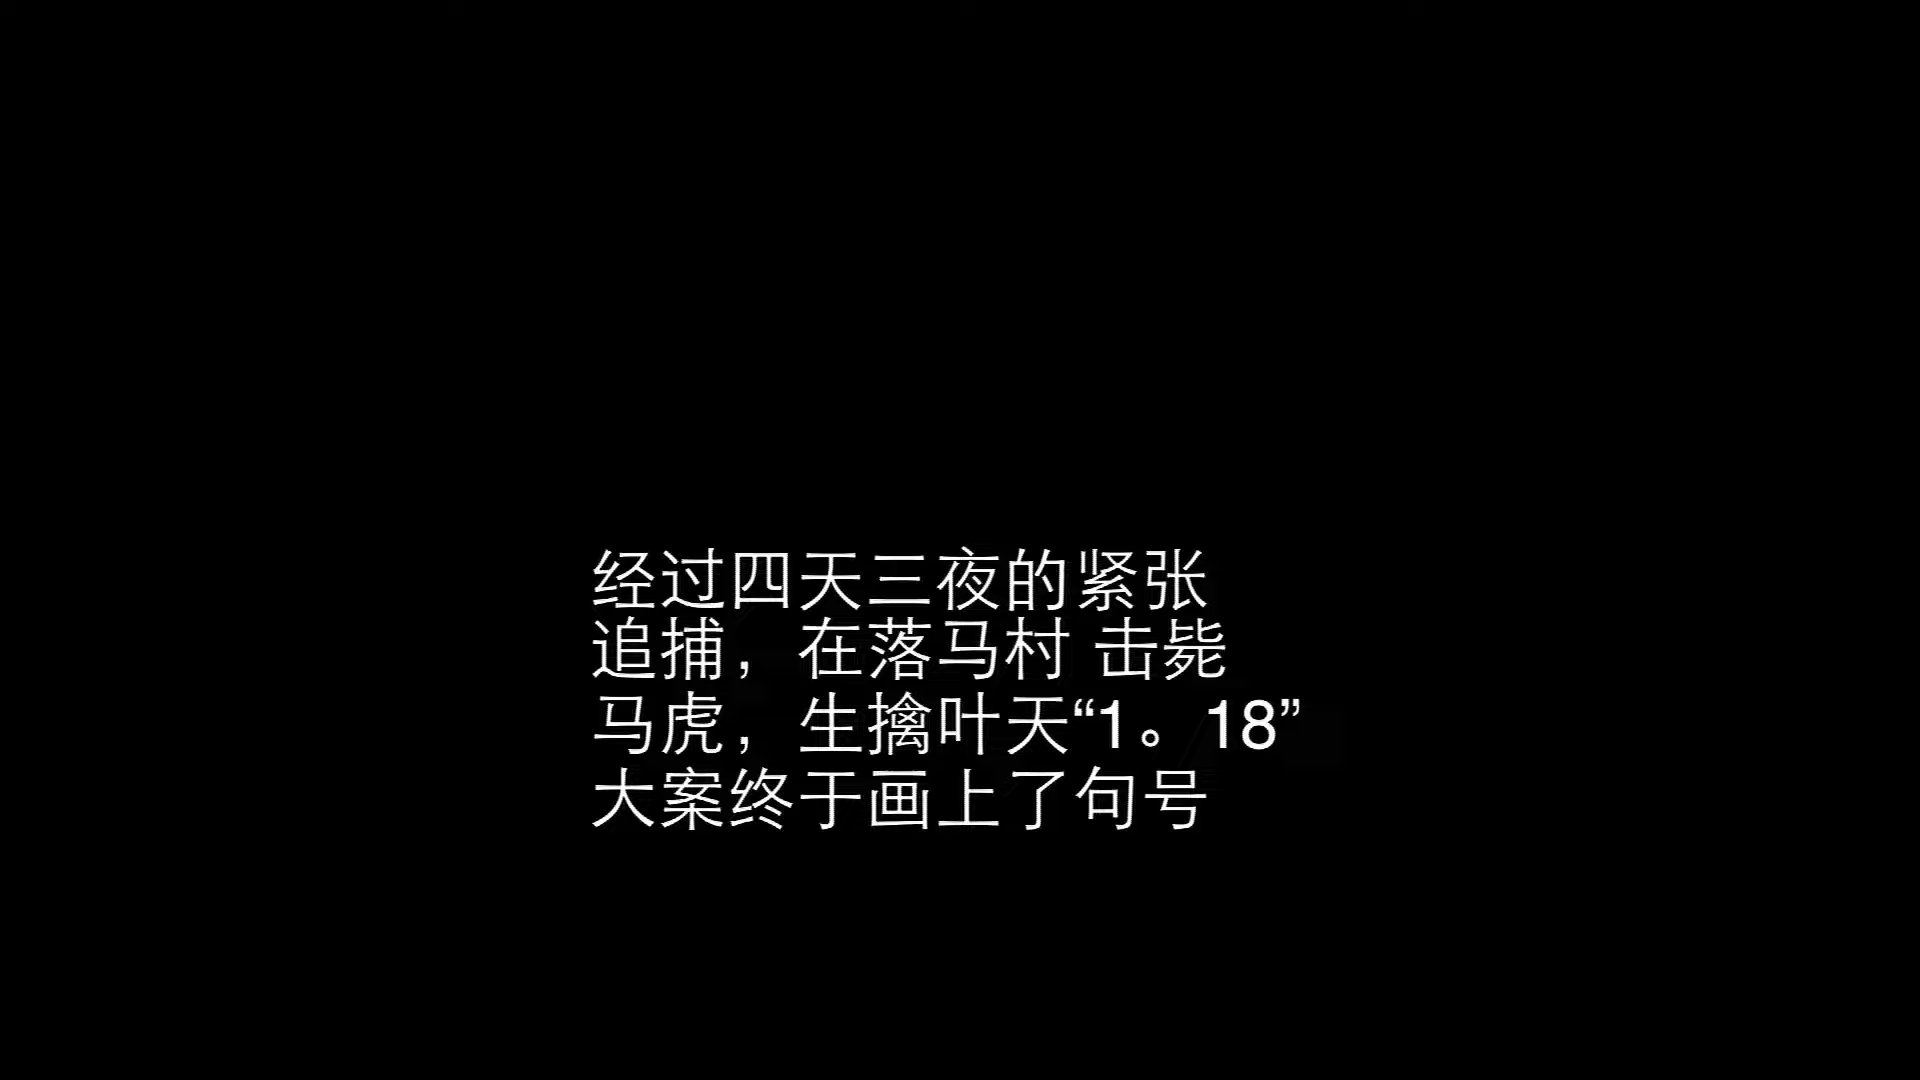 经过四天三夜的紧张
追捕，在落马村 击毙
马虎，生擒叶天“1。18”
大案终于画上了句号